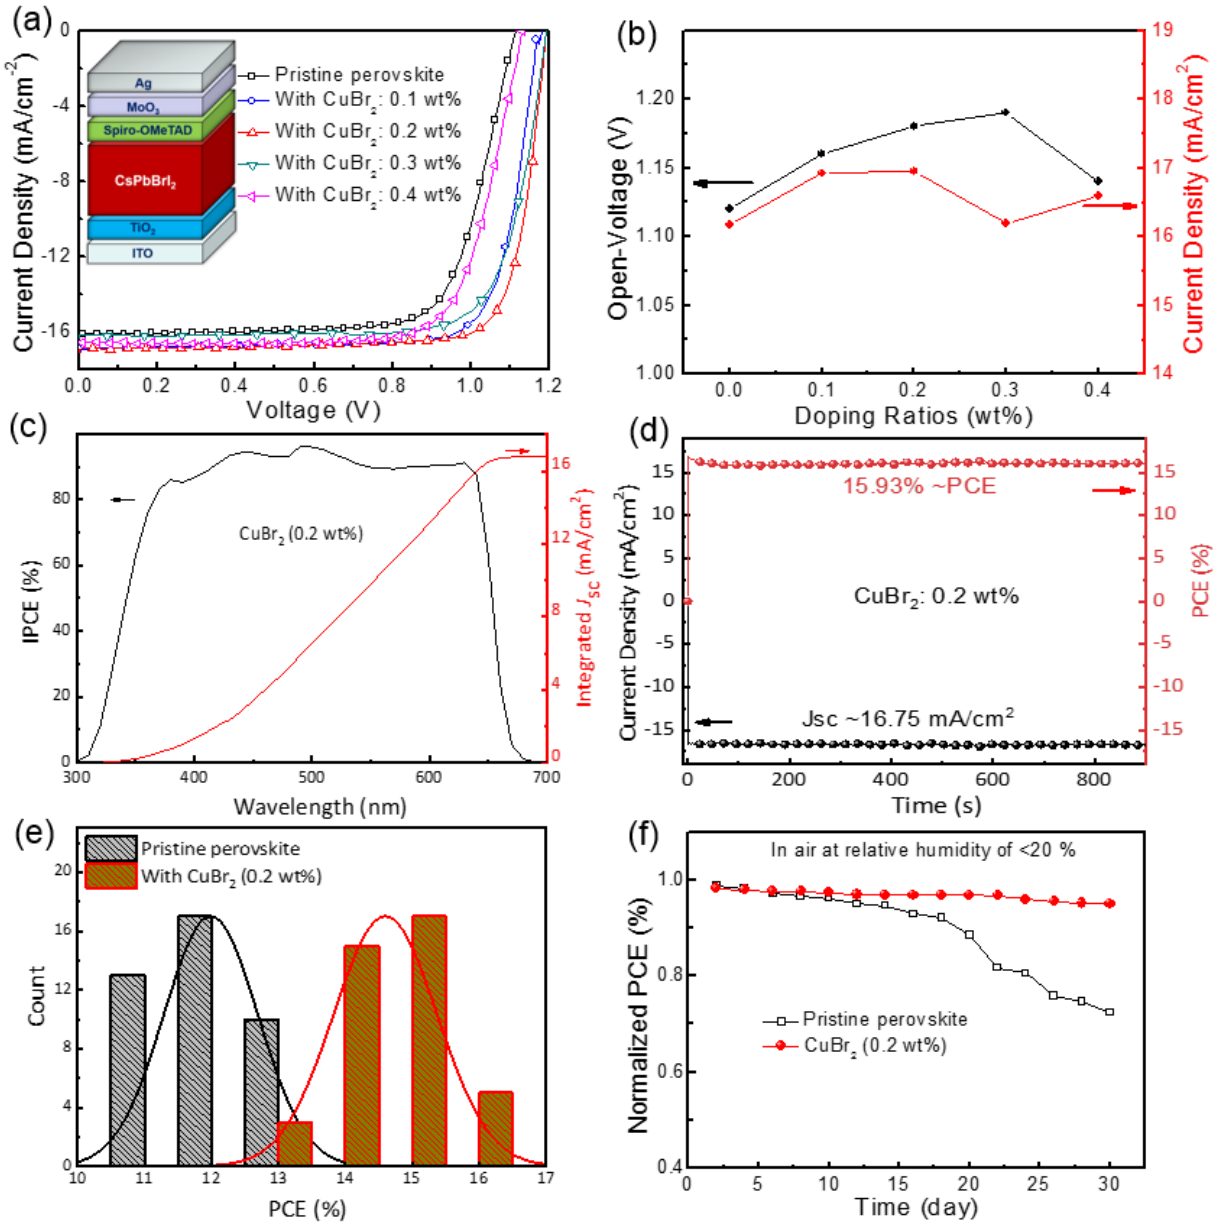 (a)
0
-4
-8
-12
-16
Current Density (mA/cm⁻²)
Ag
MoO₃
Spiro-OMeTAD
CsPbBrI₂
TiO₂
ITO
Pristine perovskite
With CuBr₂: 0.1 wt%
With CuBr₂: 0.2 wt%
With CuBr₂: 0.3 wt%
With CuBr₂: 0.4 wt%
0.0 0.2 0.4 0.6 0.8 1.0 1.2
Voltage (V)
(b)
1.20
1.15
1.10
1.05
1.00
Open-Voltage (V)
19
18
17
16
15
14
Current Density (mA/cm²)
0.0 0.1 0.2 0.3 0.4
Doping Ratios (wt%)
(c)
80
60
40
20
0
IPCE (%)
CuBr₂ (0.2 wt%)
16
12
8
4
0
Integrated JSC (mA/cm²)
300 400 500 600 700
Wavelength (nm)
(d)
15
10
5
0
-5
-10
-15
Current Density (mA/cm²)
15.93% ~PCE
CuBr₂: 0.2 wt%
Jsc ~16.75 mA/cm²
15
10
5
0
-5
-10
-15
PCE (%)
0 200 400 600 800
Time (s)
(e)
20
16
12
8
4
0
Count
Pristine perovskite
With CuBr₂ (0.2 wt%)
10 11 12 13 14 15 16 17
PCE (%)
(f)
1.0
0.8
0.6
0.4
Normalized PCE (%)
In air at relative humidity of <20 %
Pristine perovskite
CuBr₂ (0.2 wt%)
0 5 10 15 20 25 30
Time (day)